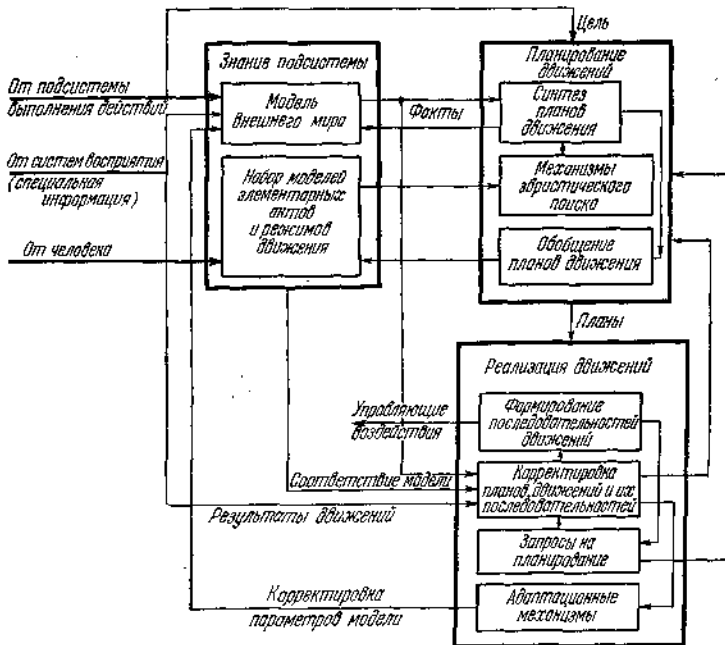 Цель
Знание подсистемы
Планирование
движений
От подсистемы
выполнения действий
Модель
внешнего мира
Факты
Синтез
планов
движения
От систем восприятия
(специальная
информация)
Набор моделей
элементарных
актов
и режимов
движения
Механизмы
эвристического
поиска
От человека
Обобщение
планов движения
Планы
Реализация движений
Управляющие
воздействия
Формирование
последовательностей
движений
Соответствие модели
Корректировка
планов движений и их
последовательностей
Результаты движений
Запросы на
планирование
Корректировка
параметров модели
Адаптационные
механизмы